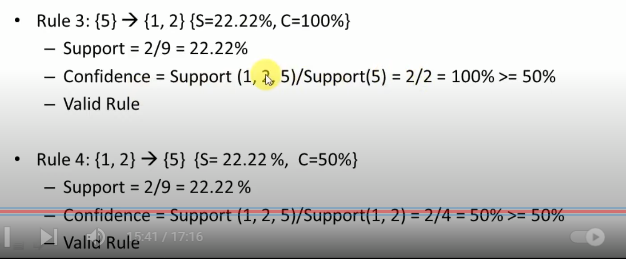 • Rule 3: {5} → {1, 2} {S=22.22%, C=100%}
– Support = 2/9 = 22.22%
– Confidence = Support (1, 2, 5)/Support(5) = 2/2 = 100% >= 50%
– Valid Rule
• Rule 4: {1, 2} → {5} {S= 22.22 %, C=50%}
– Support = 2/9 = 22.22 %
– Confidence = Support (1, 2, 5)/Support(1, 2) = 2/4 = 50% >= 50%
– Valid Rule
15:41 / 17:16